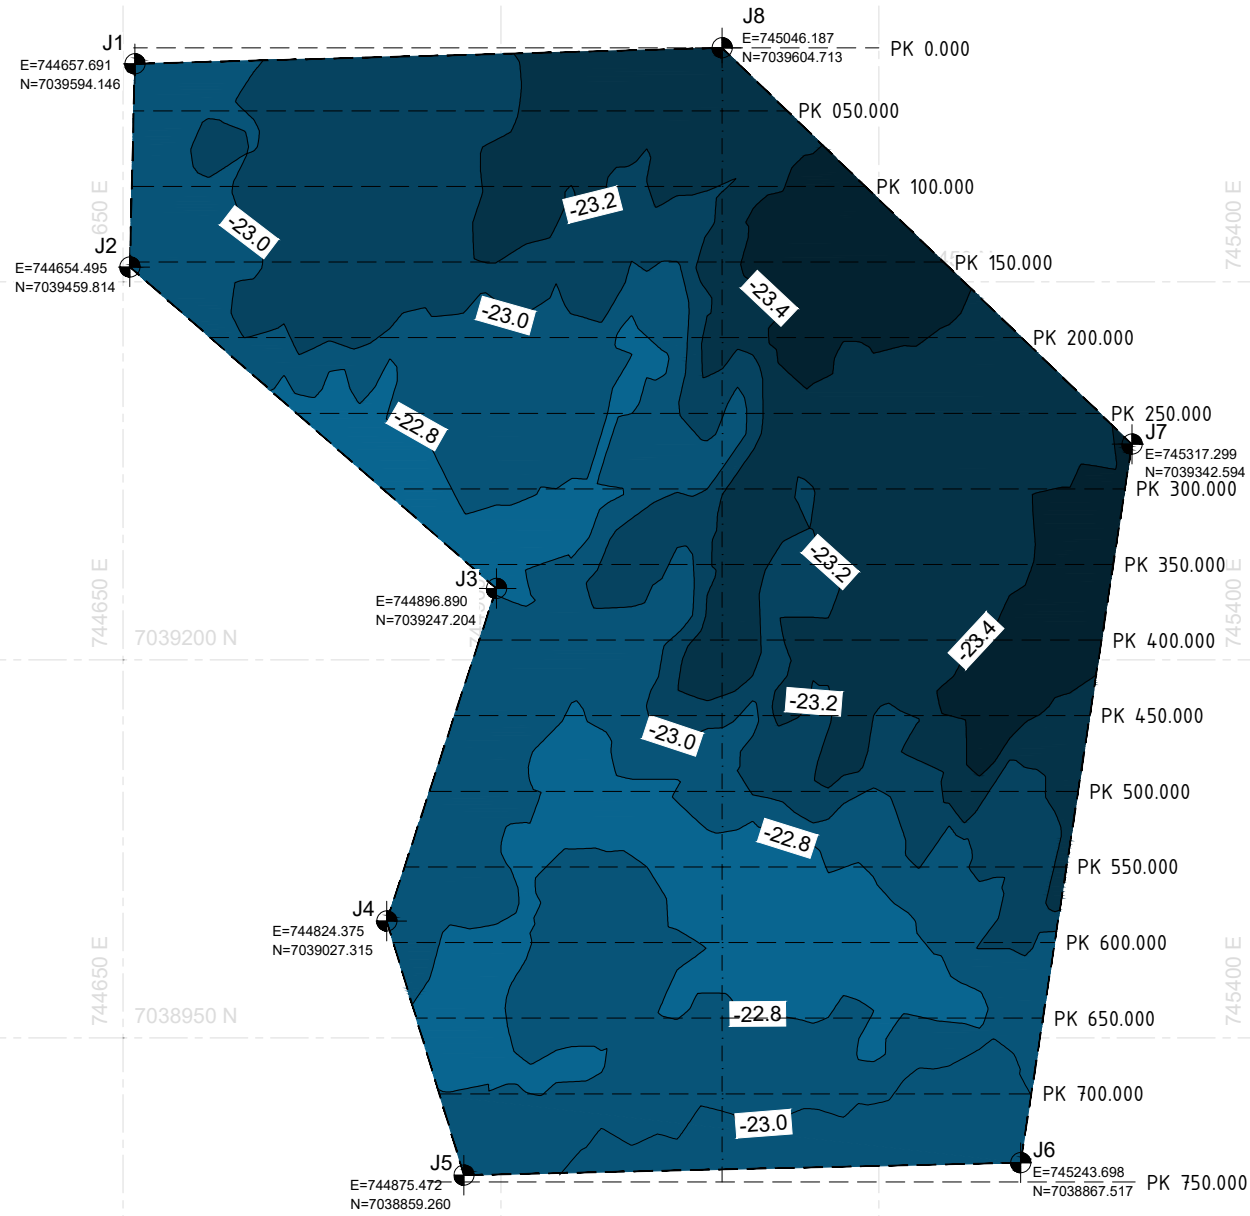 J8
J1
E=745046.187
N=7039604.713
PK 0.000
E=744657.691
N=7039594.146
PK 050.000
PK 100.000
650 E
745400 E
-23.2
-23.0
J2
E=744654.495
N=7039459.814
PK 150.000
-23.4
-23.0
PK 200.000
-22.8
PK 250.000
J7
E=745317.299
N=7039342.594
PK 300.000
-23.2
PK 350.000
J3
E=744896.890
N=7039247.204
744650 E
745400 E
7039200 N
-23.4
PK 400.000
-23.2
PK 450.000
-23.0
PK 500.000
-22.8
PK 550.000
J4
E=744824.375
N=7039027.315
PK 600.000
744650 E
745400 E
7038950 N
-22.8
PK 650.000
PK 700.000
-23.0
J5
E=744875.472
N=7038859.260
J6
E=745243.698
N=7038867.517
PK 750.000